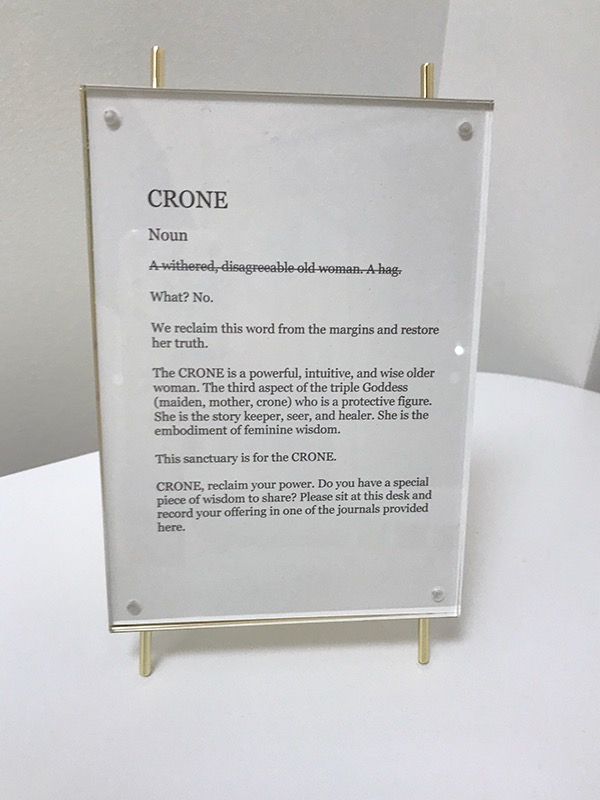 CRONE
Noun
A withered, disagreeable old woman. A hag.
What? No.
We reclaim this word from the margins and restore
her truth.
The CRONE is a powerful, intuitive, and wise older
woman. The third aspect of the triple Goddess
(maiden, mother, crone) who is a protective figure.
She is the story keeper, seer, and healer. She is the
embodiment of feminine wisdom.
This sanctuary is for the CRONE.
CRONE, reclaim your power. Do you have a special
piece of wisdom to share? Please sit at this desk and
record your offering in one of the journals provided
here.